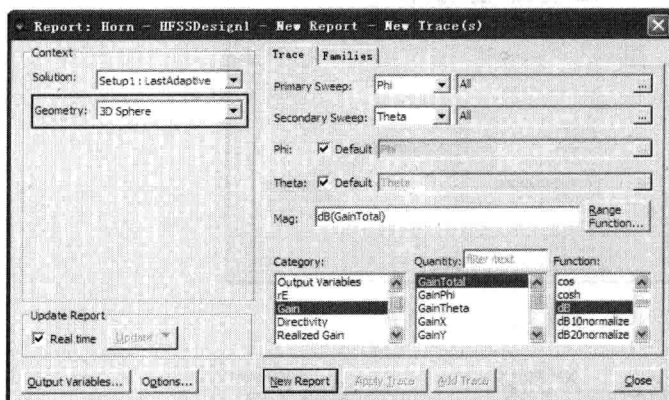 Report: Horn - HFSSDesign1 - New Report - New Trace(s)
Context
Solution: Setup1 : LastAdaptive
Geometry: 3D Sphere
Update Report
Real time Update
Output Variables... Options...
Trace Families
Primary Sweep: Phi All ...
Secondary Sweep: Theta All ...
Phi: Default Phi ...
Theta: Default Theta ...
Mag: dB(GainTotal) Range Function...
Category: Quantity: filter-text Function:
Output Variables GainTotal cos
rE GainPhi cosh
Gain GainTheta dB
Directivity GainX dB10normalize
Realized Gain GainY dB20normalize
New Report Apply Trace Add Trace Close